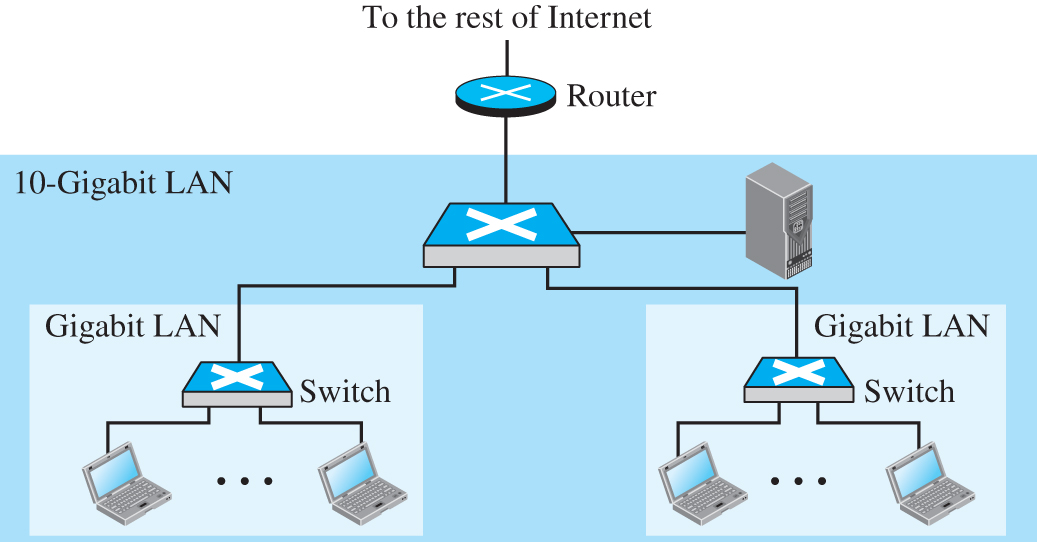 To the rest of Internet
Router
10-Gigabit LAN
Gigabit LAN
Gigabit LAN
Switch
Switch